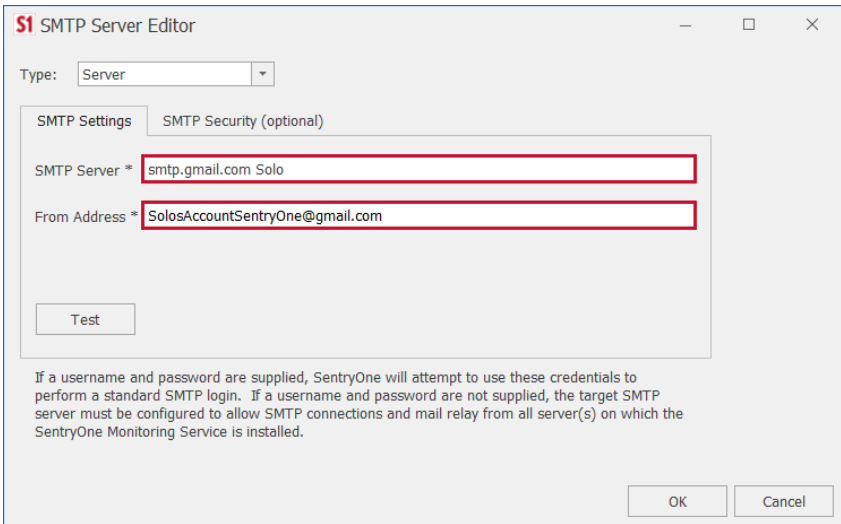 S1 SMTP Server Editor
Type: Server
SMTP Settings SMTP Security (optional)
SMTP Server * smtp.gmail.com Solo
From Address * SolosAccountSentryOne@gmail.com
Test
If a username and password are supplied, SentryOne will attempt to use these credentials to
perform a standard SMTP login. If a username and password are not supplied, the target SMTP
server must be configured to allow SMTP connections and mail relay from all server(s) on which the
SentryOne Monitoring Service is installed.
OK Cancel